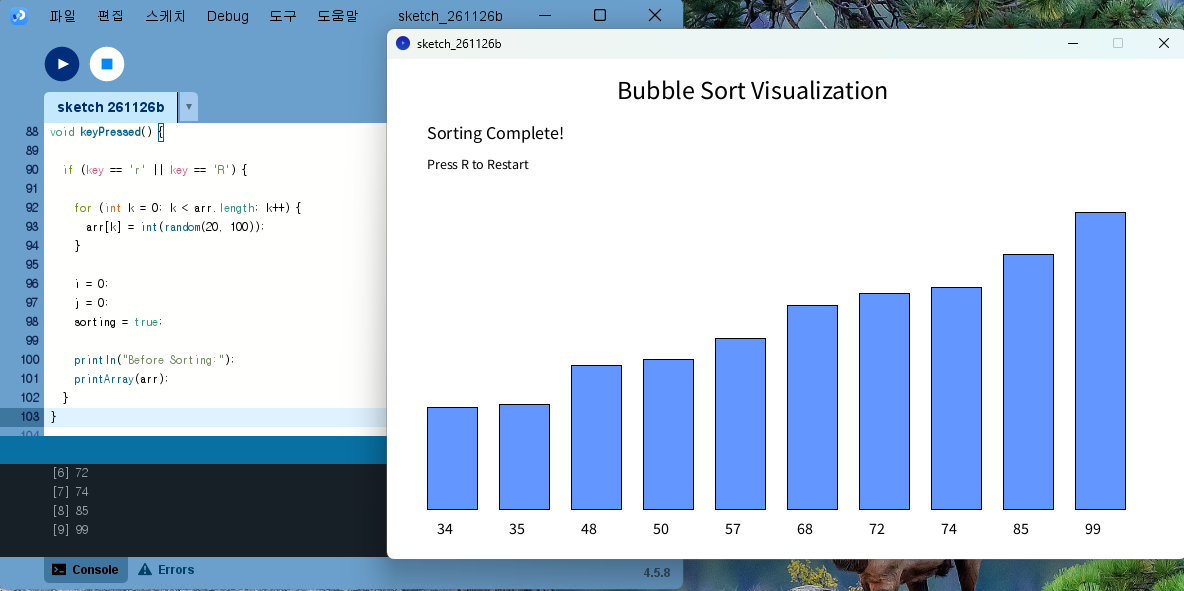 파일 편집 스케치 Debug 도구 도움말 sketch_261126b
sketch 261126b
88 void keyPressed() {
89
90 if (key == 'r' || key == 'R') {
91
92 for (int k = 0; k < arr.length; k++) {
93 arr[k] = int(random(20, 100));
94 }
95
96 i = 0;
97 j = 0;
98 sorting = true;
99
100 println("Before Sorting:");
101 printArray(arr);
102 }
103 }
104
[6] 72
[7] 74
[8] 85
[9] 99
Console Errors
4.5.8
sketch_261126b
Bubble Sort Visualization
Sorting Complete!
Press R to Restart
34 35 48 50 57 68 72 74 85 99